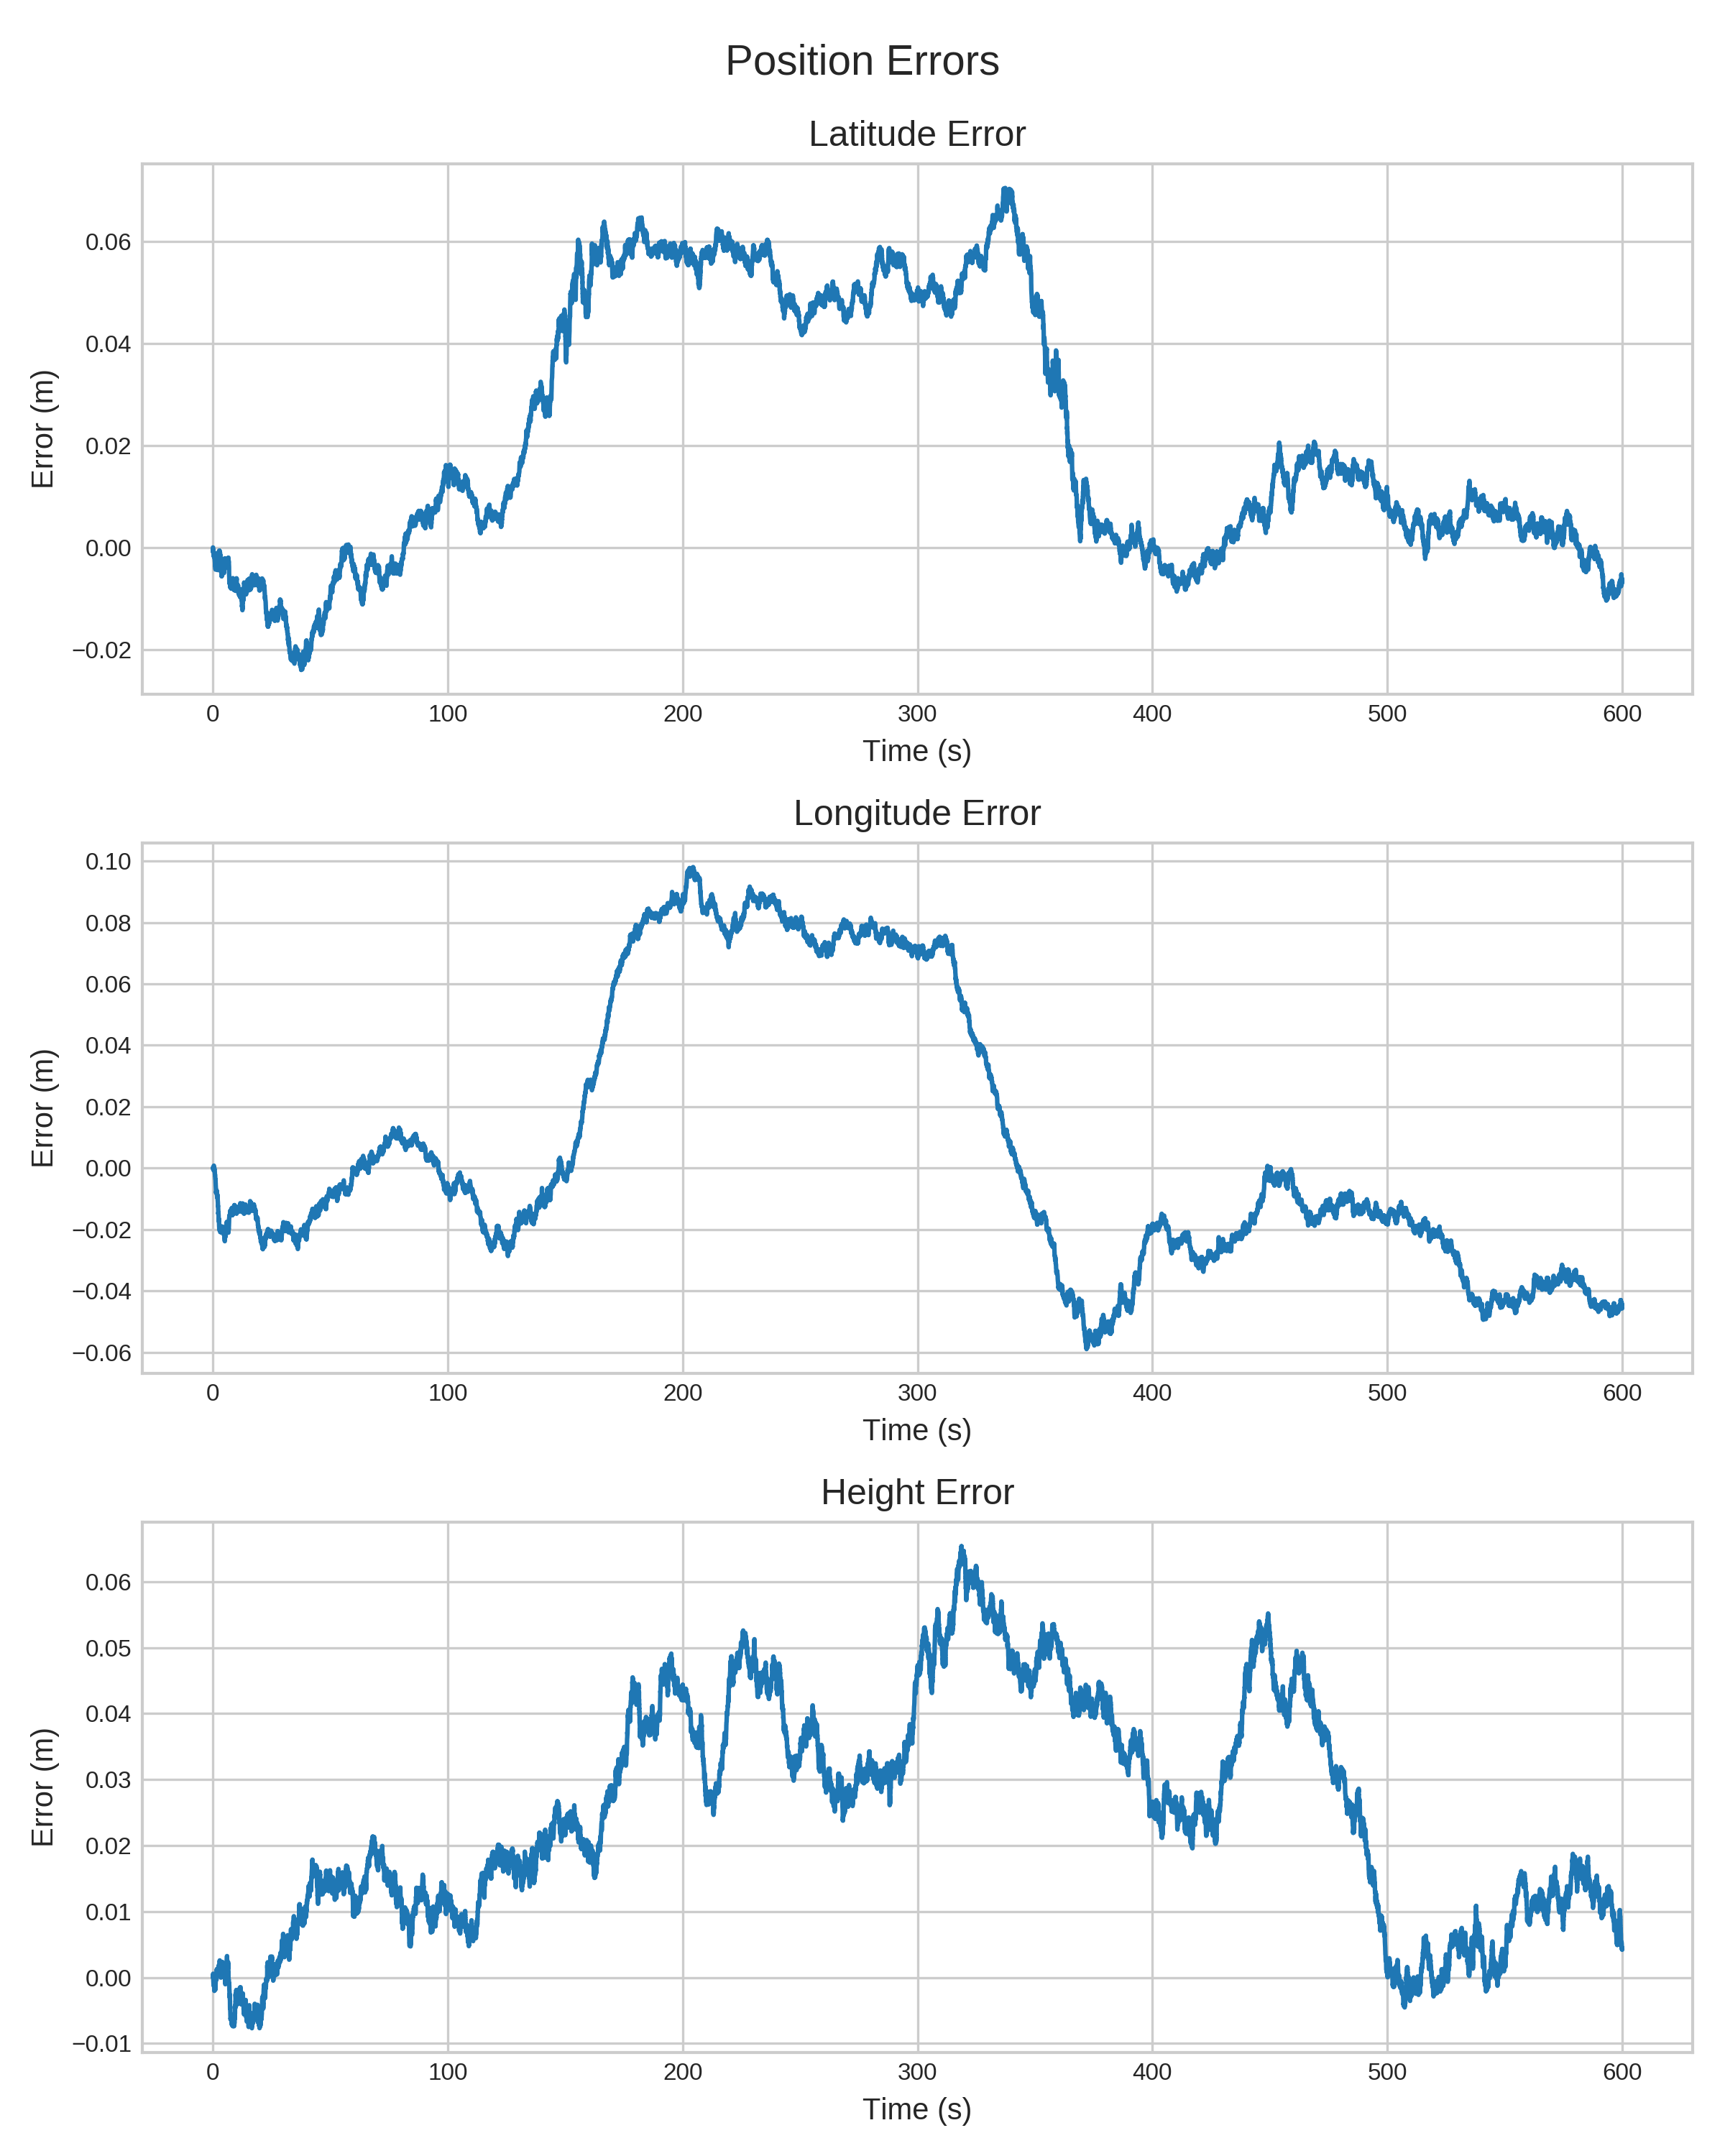 Position Errors
Latitude Error
Error (m)
0.06
0.04
0.02
0.00
−0.02
0 100 200 300 400 500 600
Time (s)
Longitude Error
Error (m)
0.10
0.08
0.06
0.04
0.02
0.00
−0.02
−0.04
−0.06
0 100 200 300 400 500 600
Time (s)
Height Error
Error (m)
0.06
0.05
0.04
0.03
0.02
0.01
0.00
−0.01
0 100 200 300 400 500 600
Time (s)